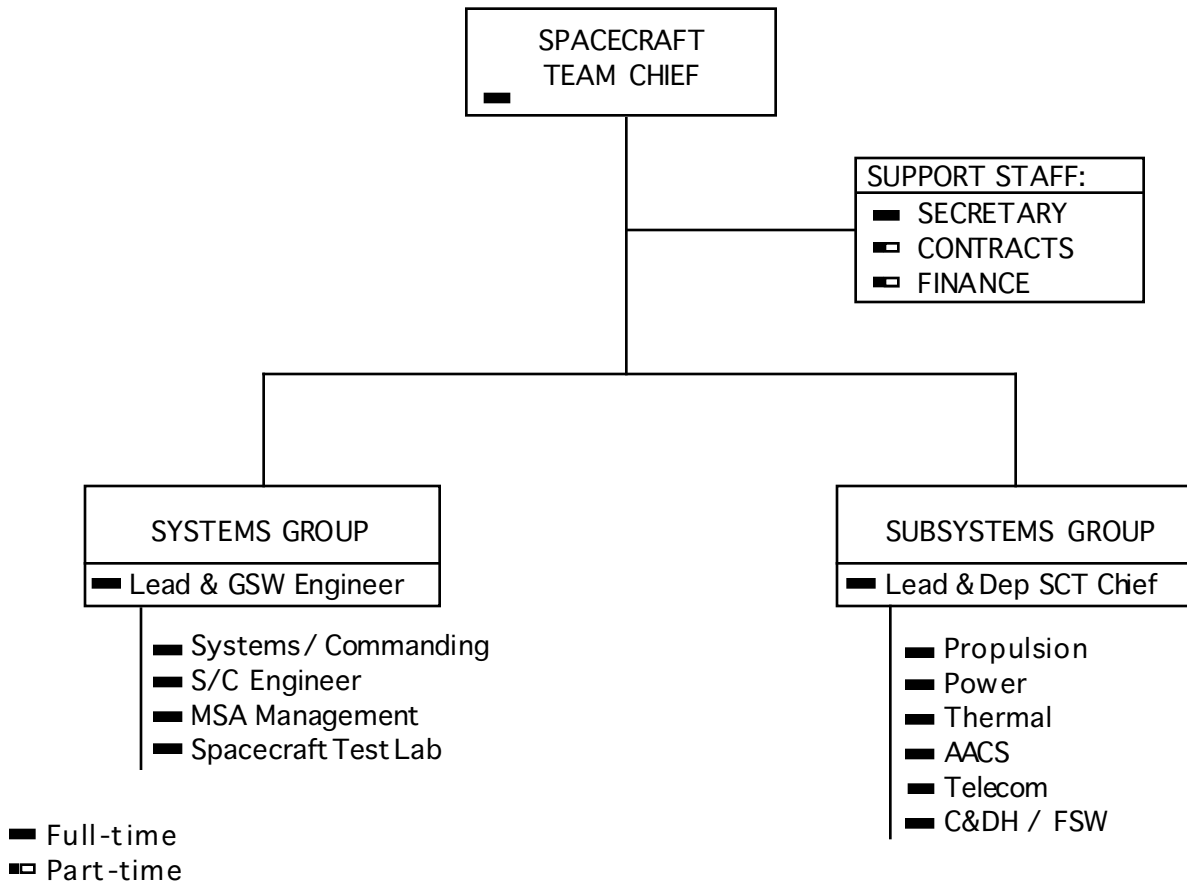 SPACECRAFT
TEAM CHIEF
SUPPORT STAFF:
SECRETARY
CONTRACTS
FINANCE
SYSTEMS GROUP
Lead & GSW Engineer
Systems / Commanding
S/C Engineer
MSA Management
Spacecraft Test Lab
SUBSYSTEMS GROUP
Lead & Dep SCT Chief
Propulsion
Power
Thermal
AACS
Telecom
C&DH / FSW
Full-time
Part-time